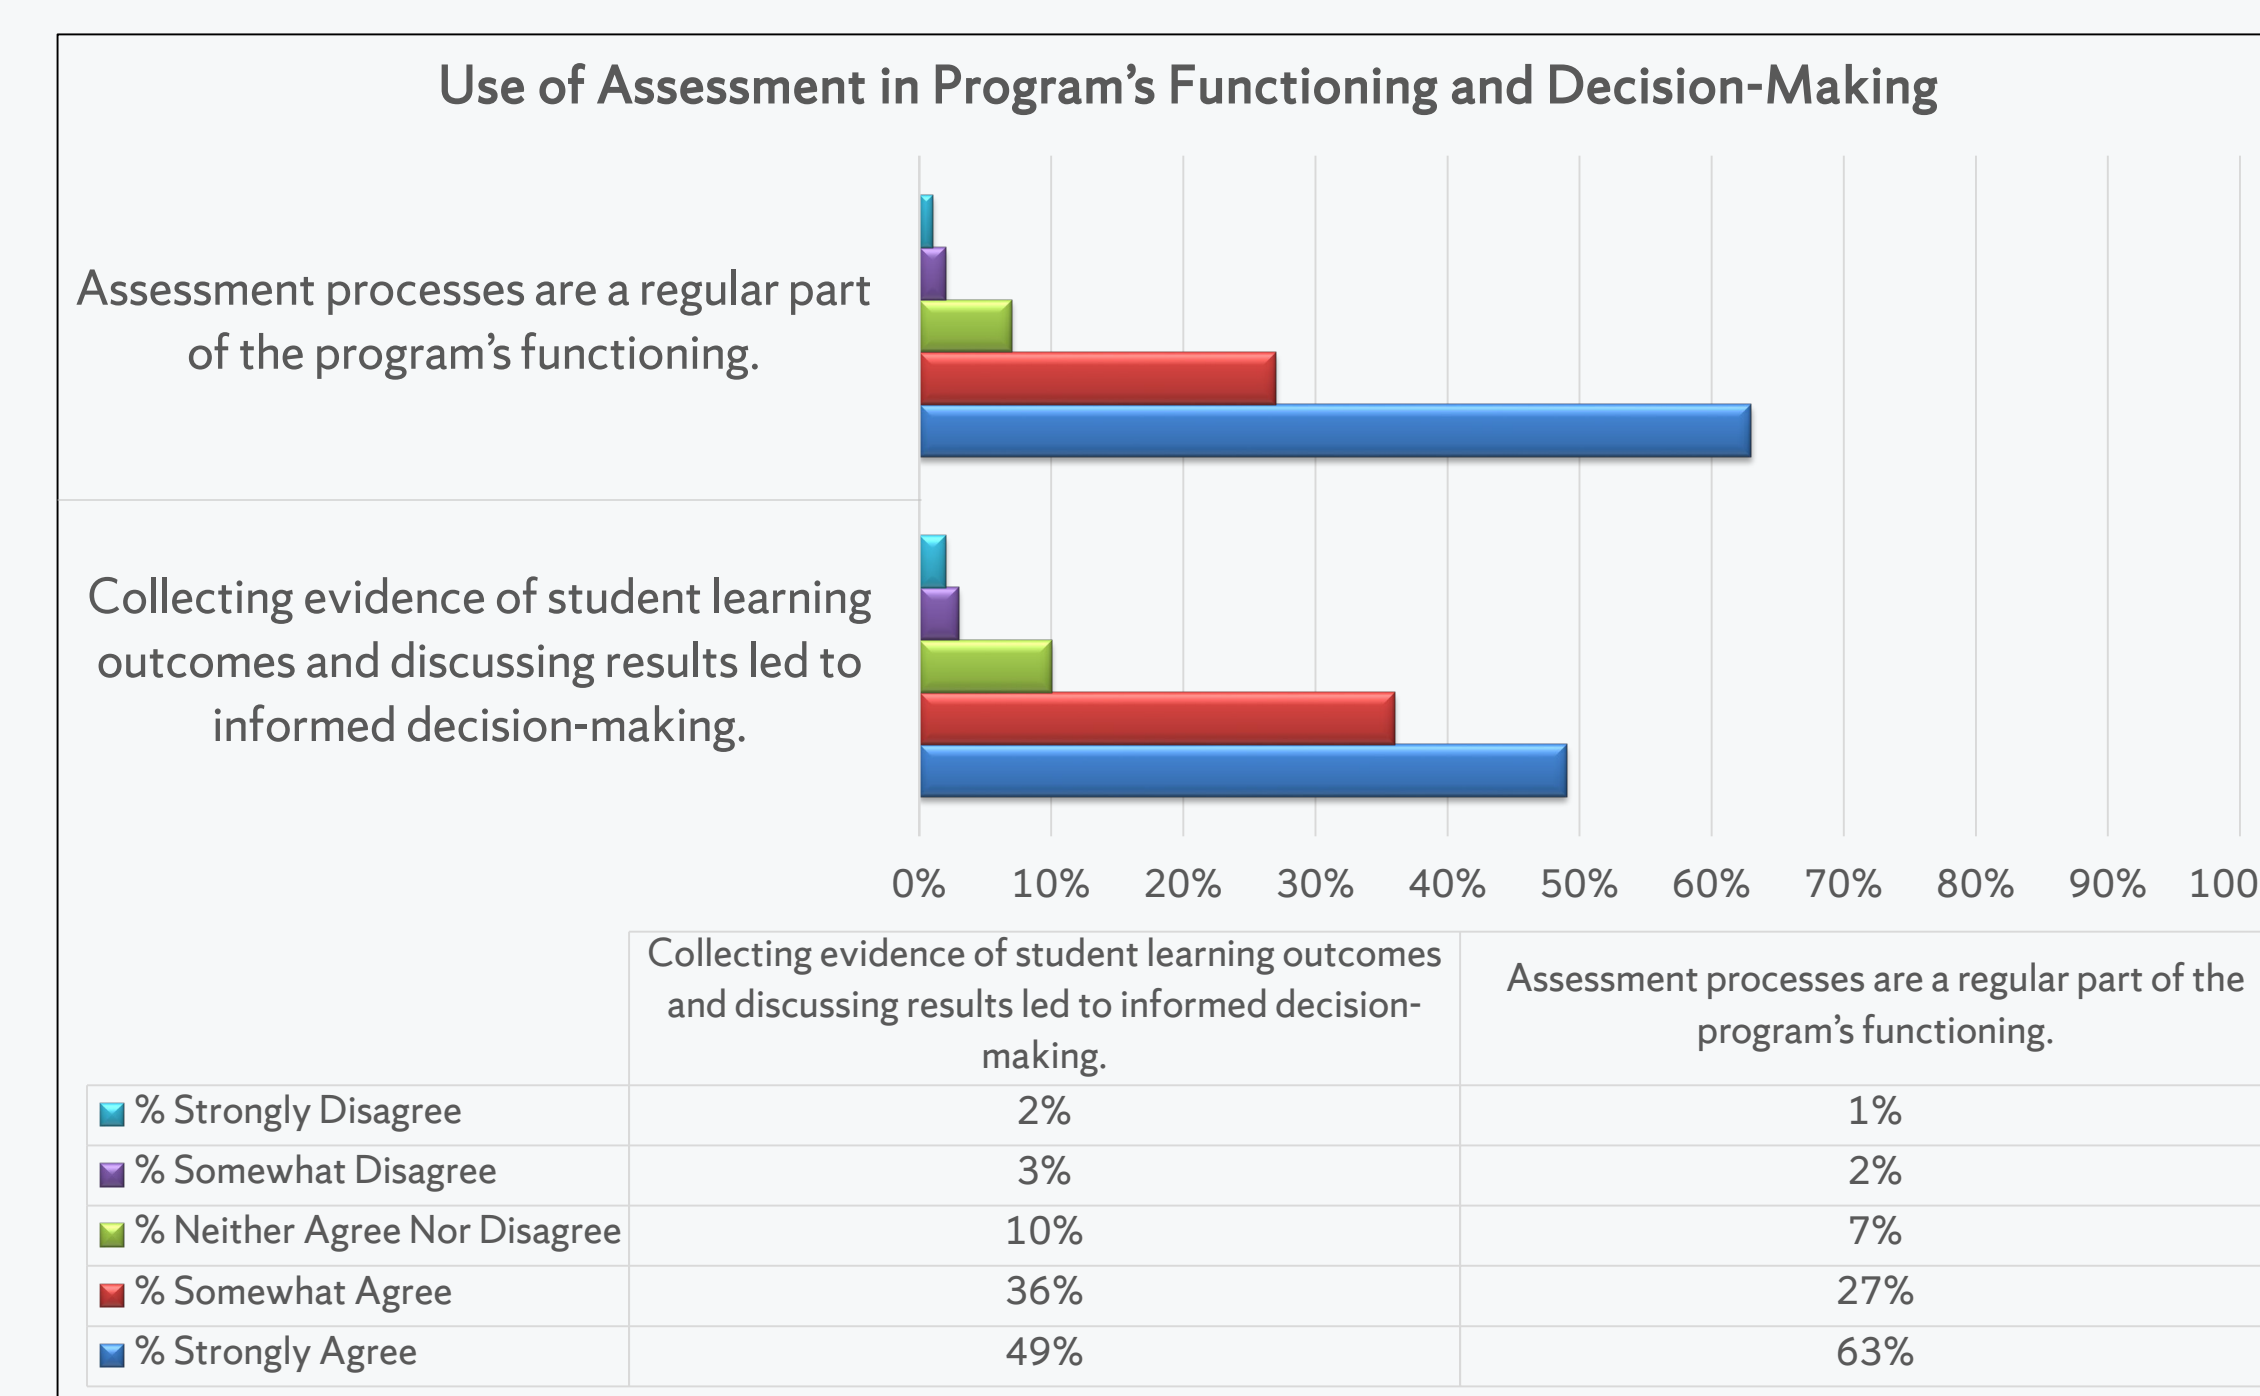 Use of Assessment in Program’s Functioning and Decision-Making
Assessment processes are a regular part
of the program’s functioning.
Collecting evidence of student learning
outcomes and discussing results led to
informed decision-making.
0% 10% 20% 30% 40% 50% 60% 70% 80% 90% 100
Collecting evidence of student learning outcomes
and discussing results led to informed decision-
making.
Assessment processes are a regular part of the
program’s functioning.
% Strongly Disagree 2% 1%
% Somewhat Disagree 3% 2%
% Neither Agree Nor Disagree 10% 7%
% Somewhat Agree 36% 27%
% Strongly Agree 49% 63%